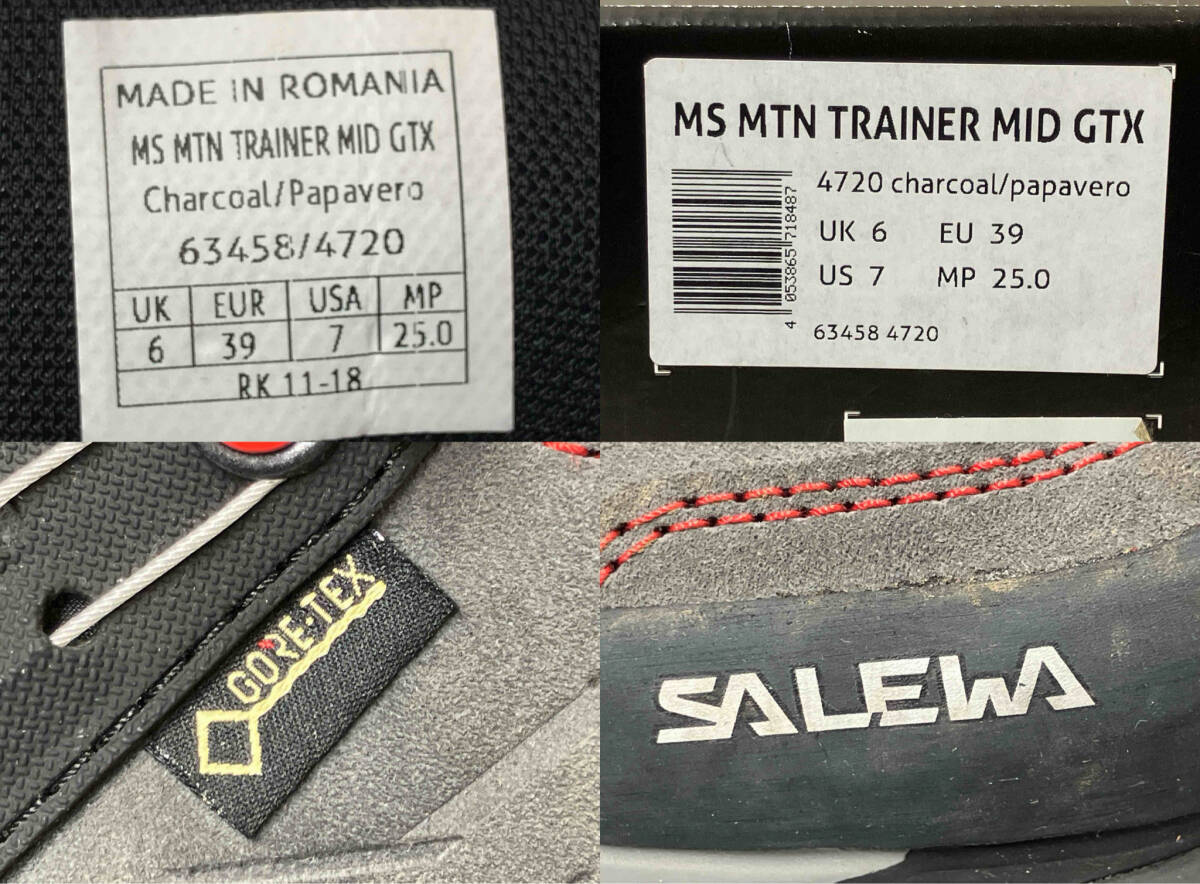 MADE IN ROMANIA
MS MTN TRAINER MID GTX
Charcoal/Papavero
63458/4720
UK EUR USA MP
6 39 7 25.0
RK 11-18
MS MTN TRAINER MID GTX
4720 charcoal/papavero
UK 6 EU 39
US 7 MP 25.0
4 053865 718487
63458 4720
GORE-TEX
SALEWA